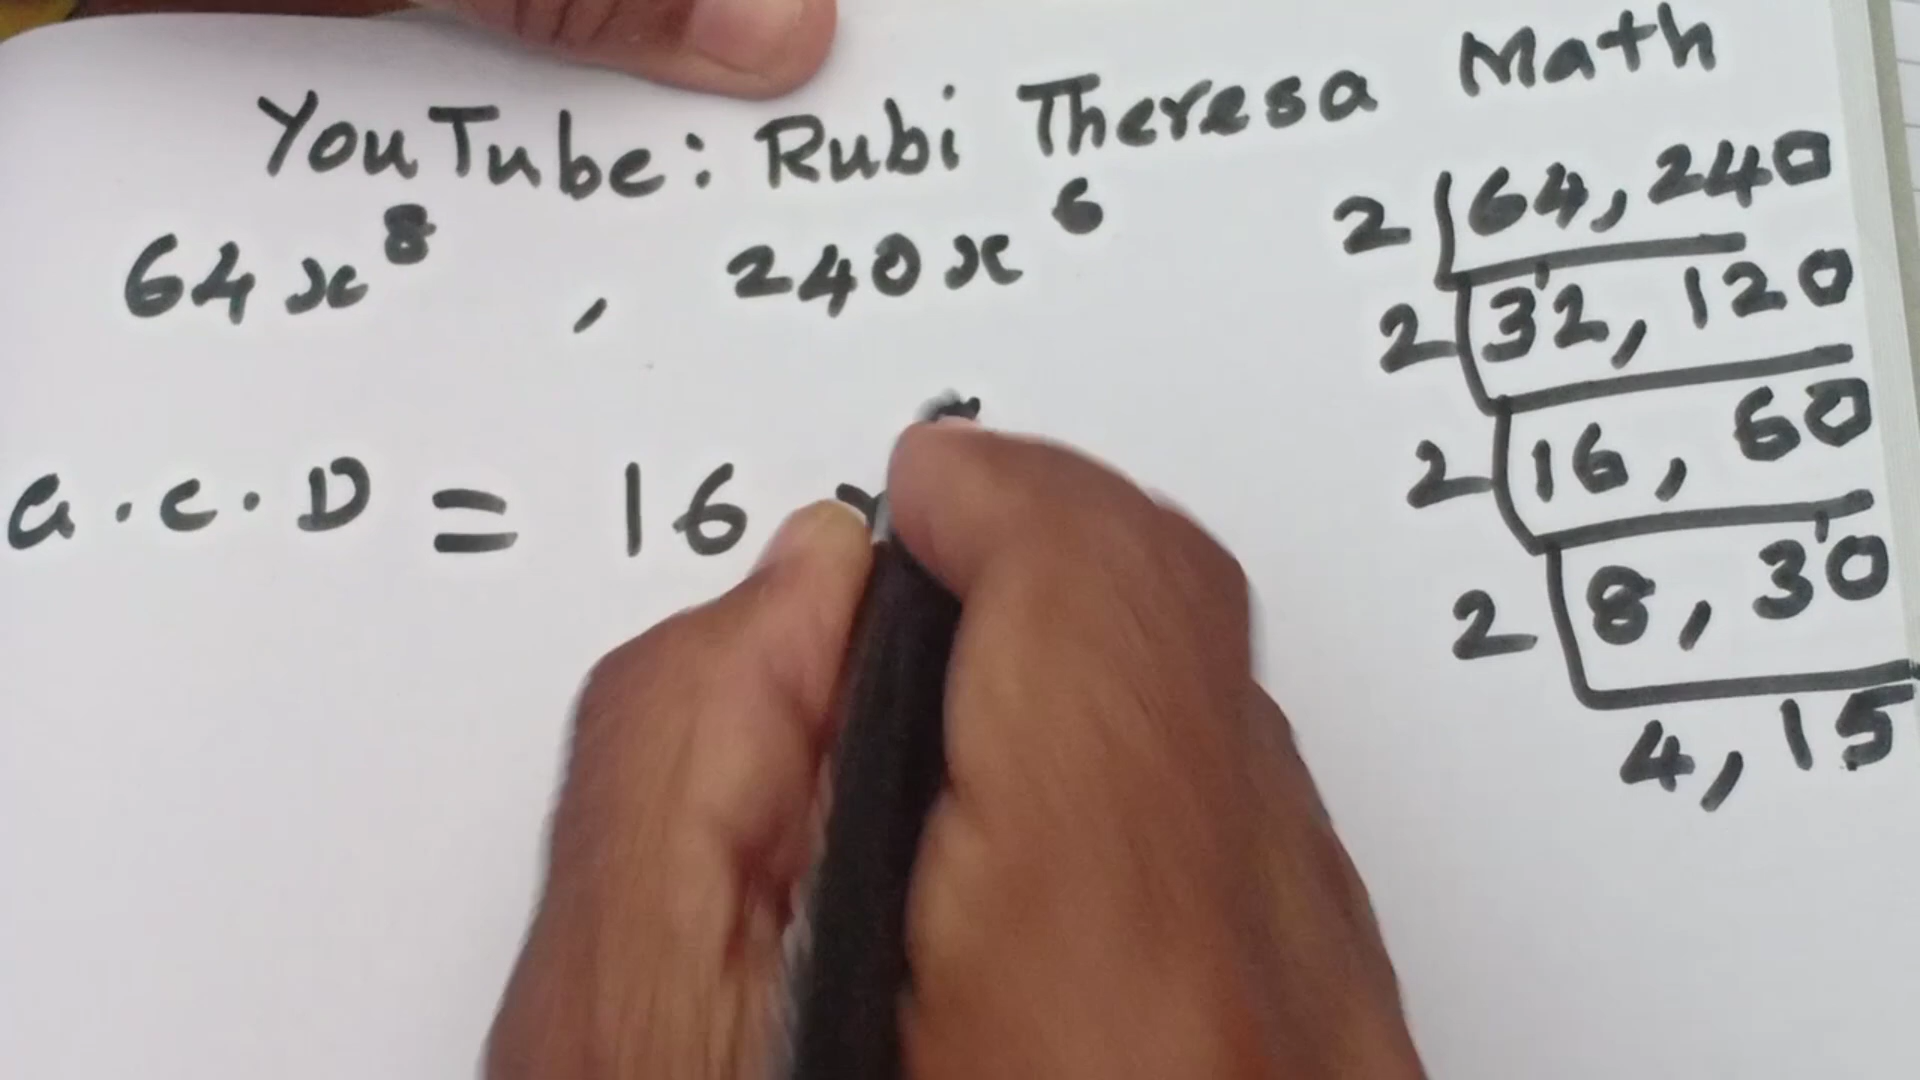 YouTube: Rubi Theresa Math
64x⁸ , 240x⁶
G.C.D = 16
2 | 64, 240
2 | 32, 120
2 | 16, 60
2 | 8, 30
4, 15